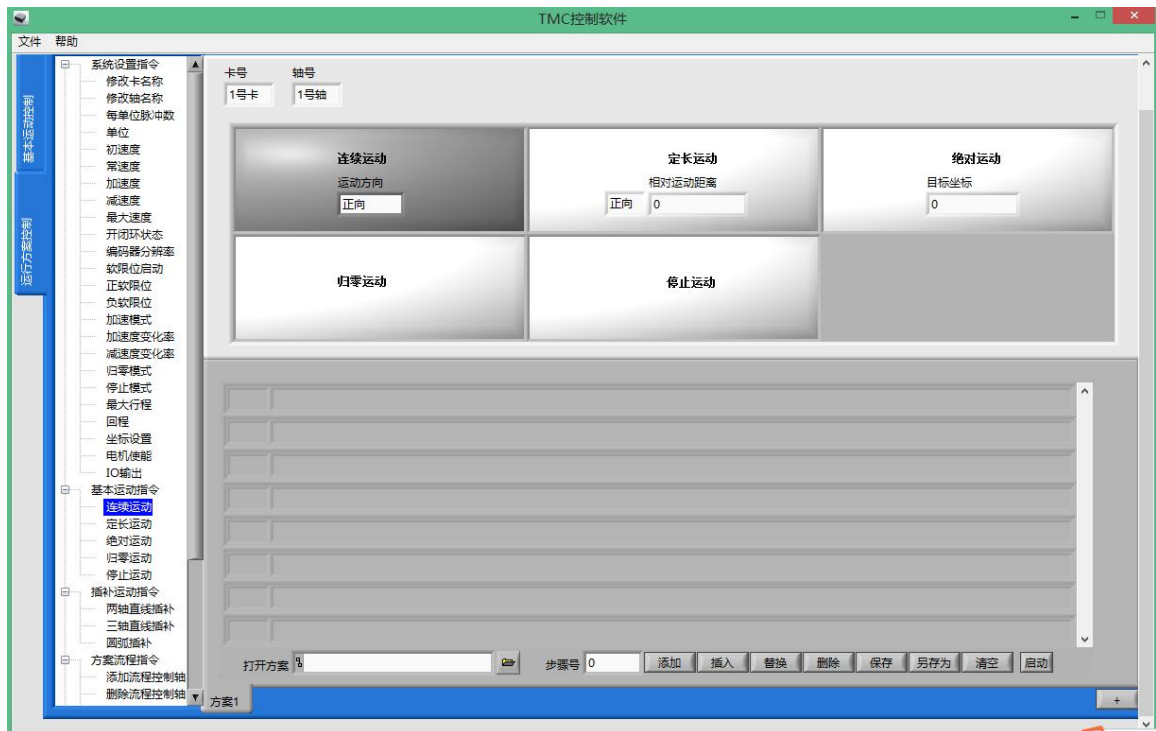 TMC控制软件
文件 帮助
基本运动控制
运行方案控制
系统设置指令
修改卡名称
修改轴名称
每单位脉冲数
单位
初速度
常速度
加速度
减速度
最大速度
开闭环状态
编码器分辨率
软限位启动
正软限位
负软限位
加速模式
加速度变化率
减速度变化率
归零模式
停止模式
最大行程
回程
坐标设置
电机使能
IO输出
基本运动指令
连续运动
定长运动
绝对运动
归零运动
停止运动
插补运动指令
两轴直线插补
三轴直线插补
圆弧插补
方案流程指令
添加流程控制轴
删除流程控制轴
卡号 轴号
1号卡 1号轴
连续运动
运动方向
正向
定长运动
相对运动距离
正向 0
绝对运动
目标坐标
0
归零运动
停止运动
打开方案 步骤号 0 添加 插入 替换 删除 保存 另存为 清空 启动
方案1 +